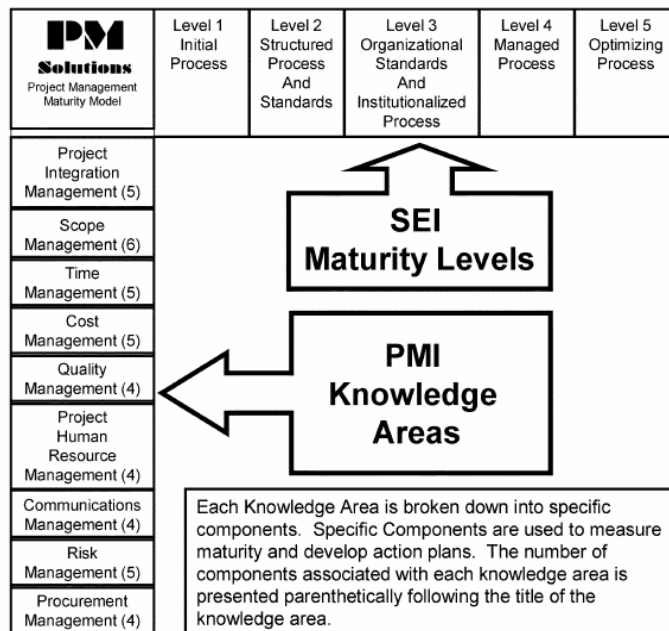 PM
Solutions
Project Management
Maturity Model
Level 1
Initial
Process
Level 2
Structured
Process
And
Standards
Level 3
Organizational
Standards
And
Institutionalized
Process
Level 4
Managed
Process
Level 5
Optimizing
Process
Project
Integration
Management (5)
Scope
Management (6)
Time
Management (5)
Cost
Management (5)
Quality
Management (4)
Project
Human
Resource
Management (4)
Communications
Management (4)
Risk
Management (5)
Procurement
Management (4)
SEI
Maturity Levels
PMI
Knowledge
Areas
Each Knowledge Area is broken down into specific
components.  Specific Components are used to measure
maturity and develop action plans.  The number of
components associated with each knowledge area is
presented parenthetically following the title of the
knowledge area.